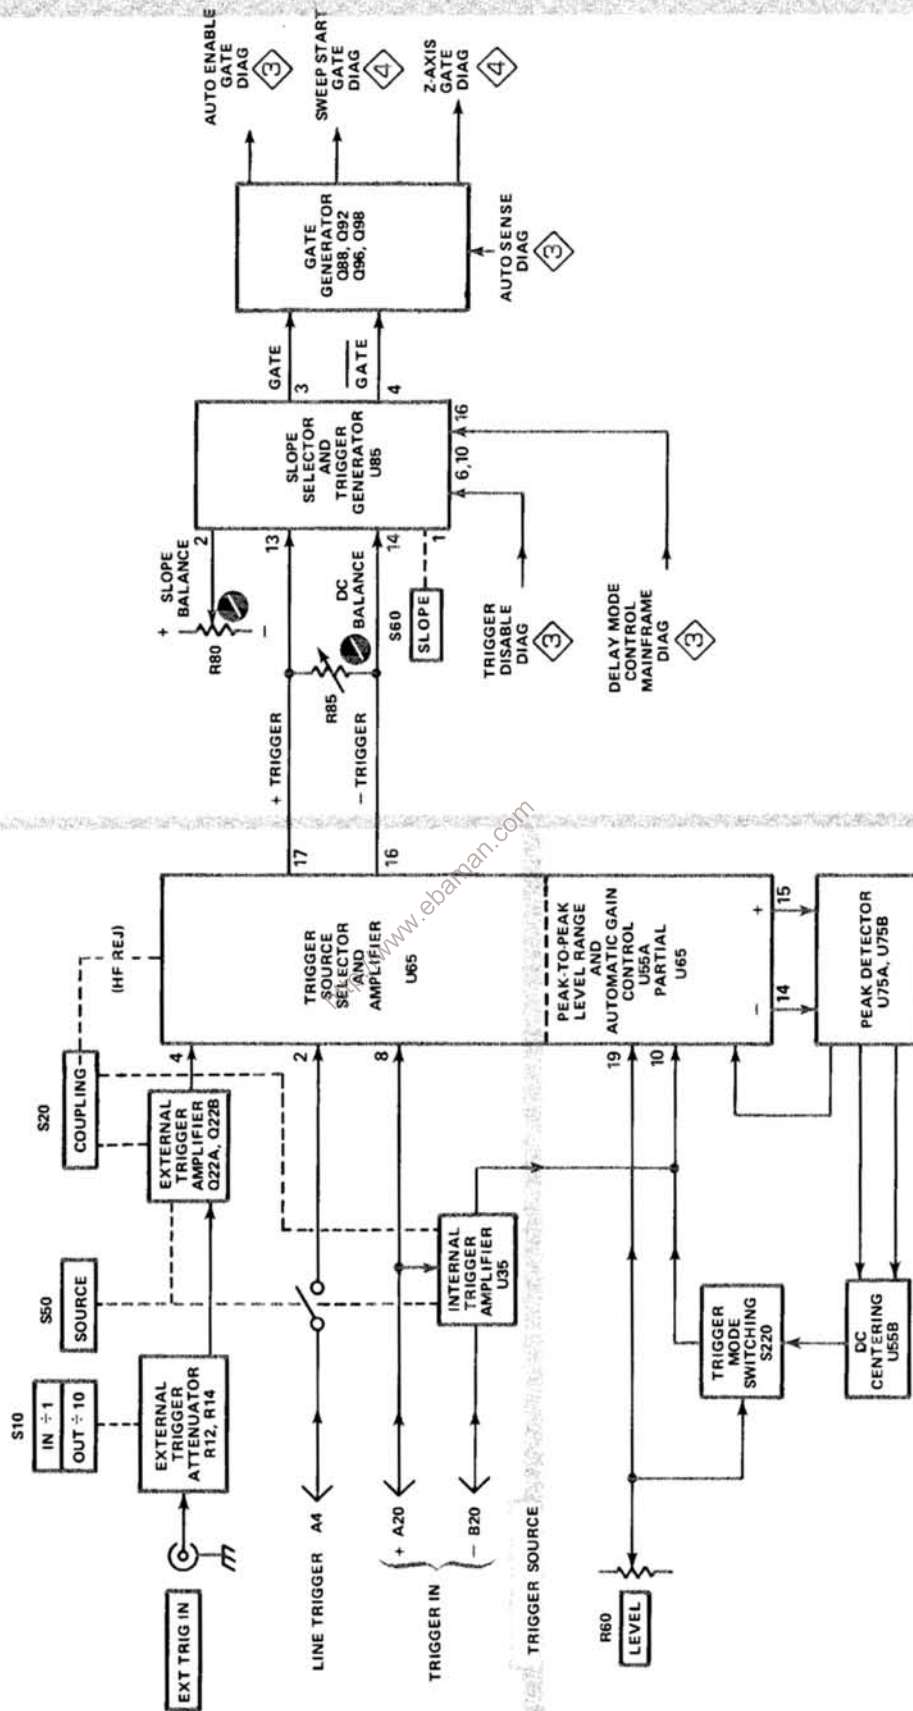 S10
IN ÷ 1
OUT ÷ 10
EXT TRIG IN
EXTERNAL
TRIGGER
ATTENUATOR
R12, R14
S50
SOURCE
S20
COUPLING
(HF REJ)
EXTERNAL
TRIGGER
AMPLIFIER
Q22A, Q22B
4
LINE TRIGGER A4
2
+ A20
TRIGGER IN
− B20
8
INTERNAL
TRIGGER
AMPLIFIER
U35
TRIGGER SOURCE
TRIGGER
SOURCE
SELECTOR
AND
AMPLIFIER
U65
17
16
+ TRIGGER
− TRIGGER
R60
LEVEL
19
10
PEAK-TO-PEAK
LEVEL RANGE
AND
AUTOMATIC GAIN
CONTROL
U55A
PARTIAL
U65
− +
14
15
TRIGGER
MODE
SWITCHING
S220
DC
CENTERING
U55B
PEAK DETECTOR
U75A, U75B
+
SLOPE
BALANCE
R80
−
2
13
R85
DC
BALANCE
14
S60
SLOPE
1
SLOPE
SELECTOR
AND
TRIGGER
GENERATOR
U85
6,10
16
TRIGGER
DISABLE
DIAG
3
DELAY MODE
CONTROL
MAINFRAME
DIAG
3
GATE
3
GATE
4
GATE
GENERATOR
Q88, Q92
Q96, Q98
AUTO SENSE
DIAG
3
AUTO ENABLE
GATE
DIAG
3
SWEEP START
GATE
DIAG
4
Z-AXIS
GATE
DIAG
4
www.ebaman.com